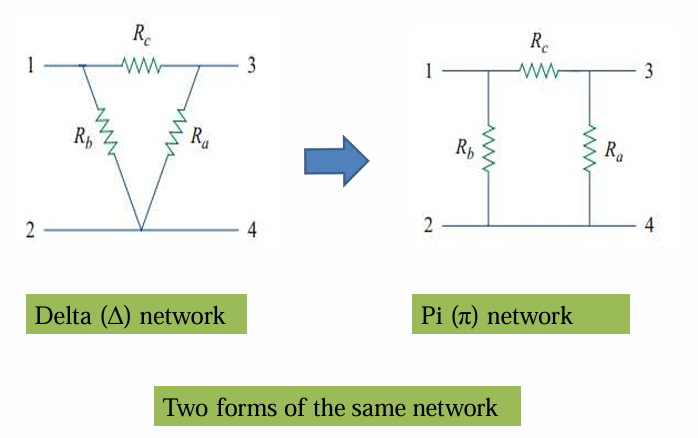 R_c
1
3
R_b
R_a
2
4
R_c
1
3
R_b
R_a
2
4
Delta (Δ) network
Pi (π) network
Two forms of the same network